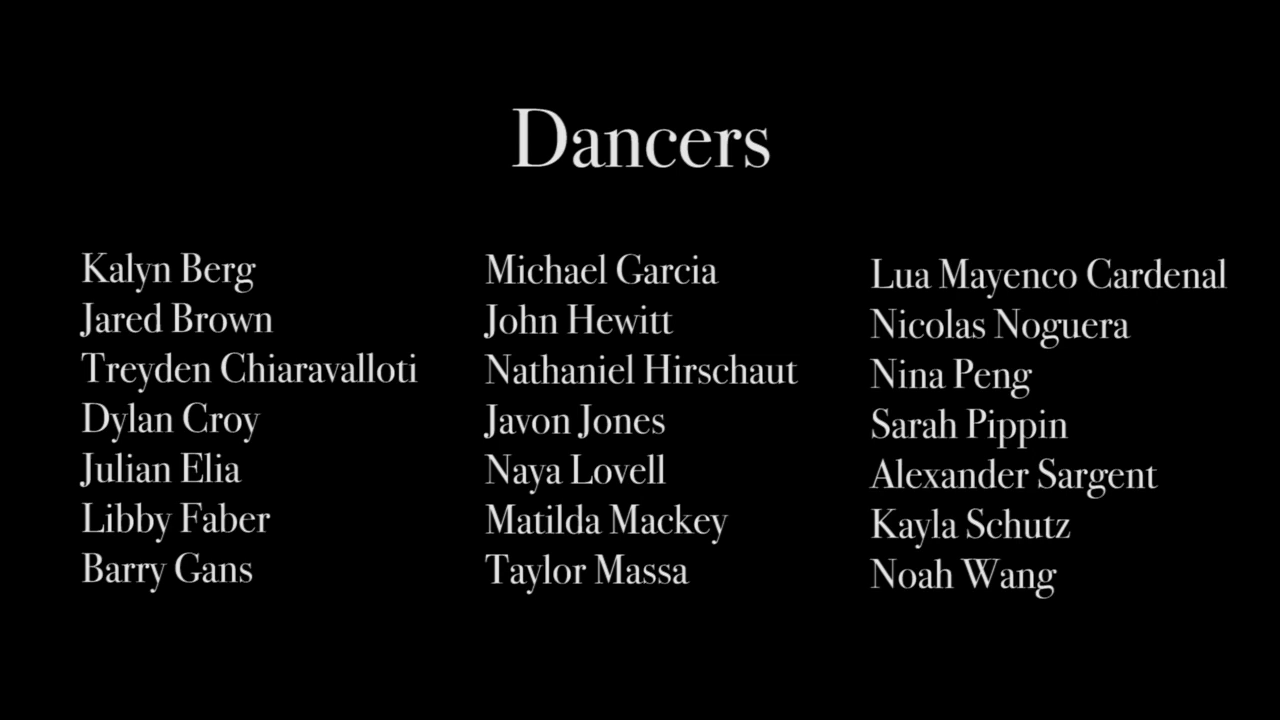 Dancers
Kalyn Berg
Jared Brown
Treyden Chiaravalloti
Dylan Croy
Julian Elia
Libby Faber
Barry Gans
Michael Garcia
John Hewitt
Nathaniel Hirschaut
Javon Jones
Naya Lovell
Matilda Mackey
Taylor Massa
Lua Mayenco Cardenal
Nicolas Noguera
Nina Peng
Sarah Pippin
Alexander Sargent
Kayla Schutz
Noah Wang